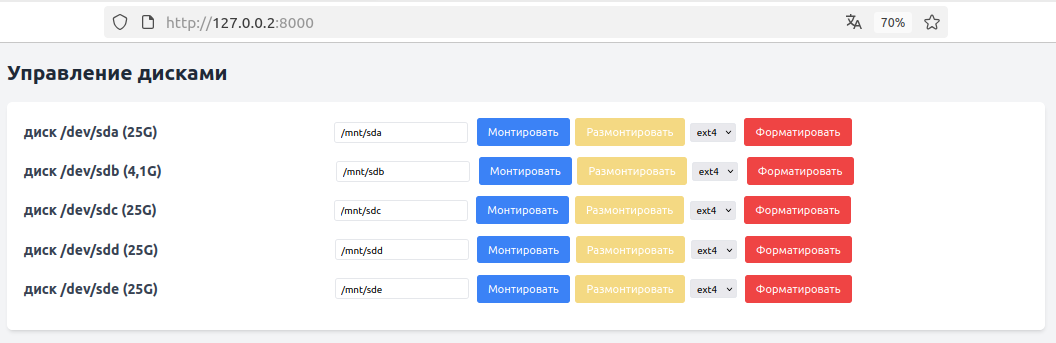 http://127.0.0.2:8000 70%
Управление дисками
диск /dev/sda (25G) /mnt/sda Монтировать Размонтировать ext4 Форматировать
диск /dev/sdb (4,1G) /mnt/sdb Монтировать Размонтировать ext4 Форматировать
диск /dev/sdc (25G) /mnt/sdc Монтировать Размонтировать ext4 Форматировать
диск /dev/sdd (25G) /mnt/sdd Монтировать Размонтировать ext4 Форматировать
диск /dev/sde (25G) /mnt/sde Монтировать Размонтировать ext4 Форматировать